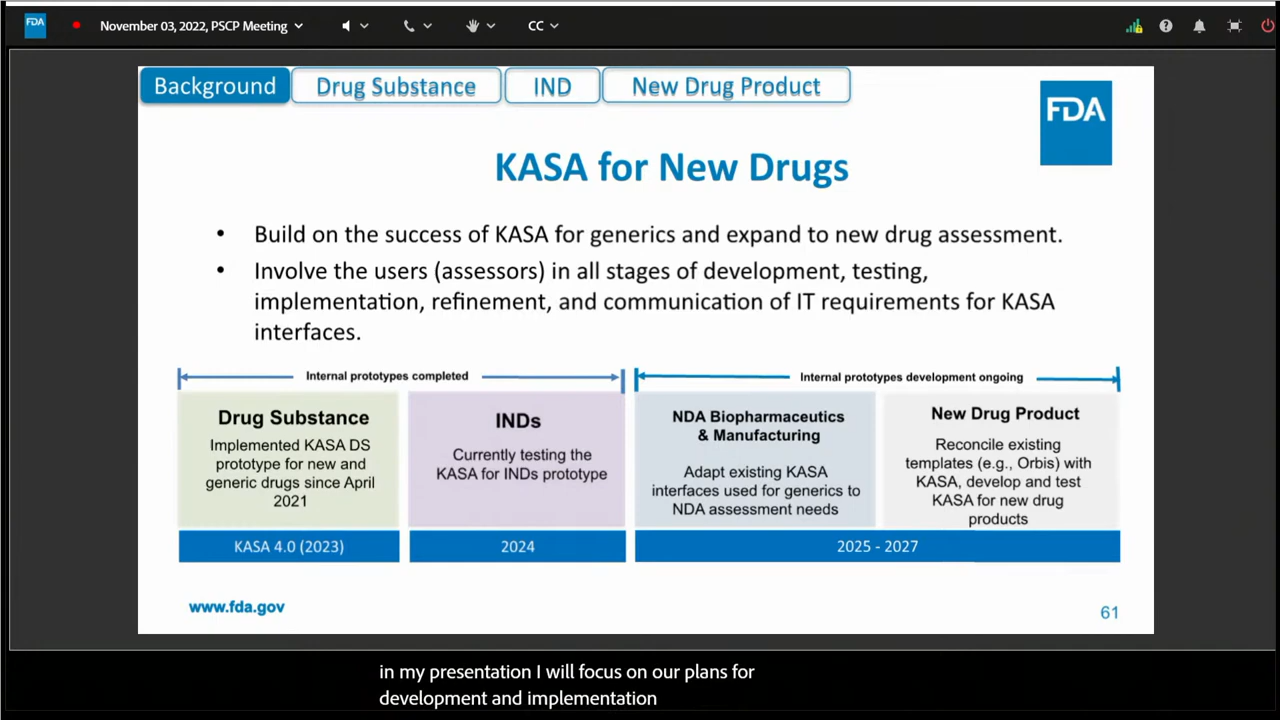 FDA
November 03, 2022, PSCP Meeting
CC
Background
Drug Substance
IND
New Drug Product
FDA
KASA for New Drugs
• Build on the success of KASA for generics and expand to new drug assessment.
• Involve the users (assessors) in all stages of development, testing,
implementation, refinement, and communication of IT requirements for KASA
interfaces.
Internal prototypes completed
Internal prototypes development ongoing
Drug Substance
Implemented KASA DS
prototype for new and
generic drugs since April
2021
INDs
Currently testing the
KASA for INDs prototype
NDA Biopharmaceutics
& Manufacturing
Adapt existing KASA
interfaces used for generics to
NDA assessment needs
New Drug Product
Reconcile existing
templates (e.g., Orbis) with
KASA, develop and test
KASA for new drug
products
KASA 4.0 (2023)
2024
2025 - 2027
www.fda.gov
61
in my presentation I will focus on our plans for
development and implementation